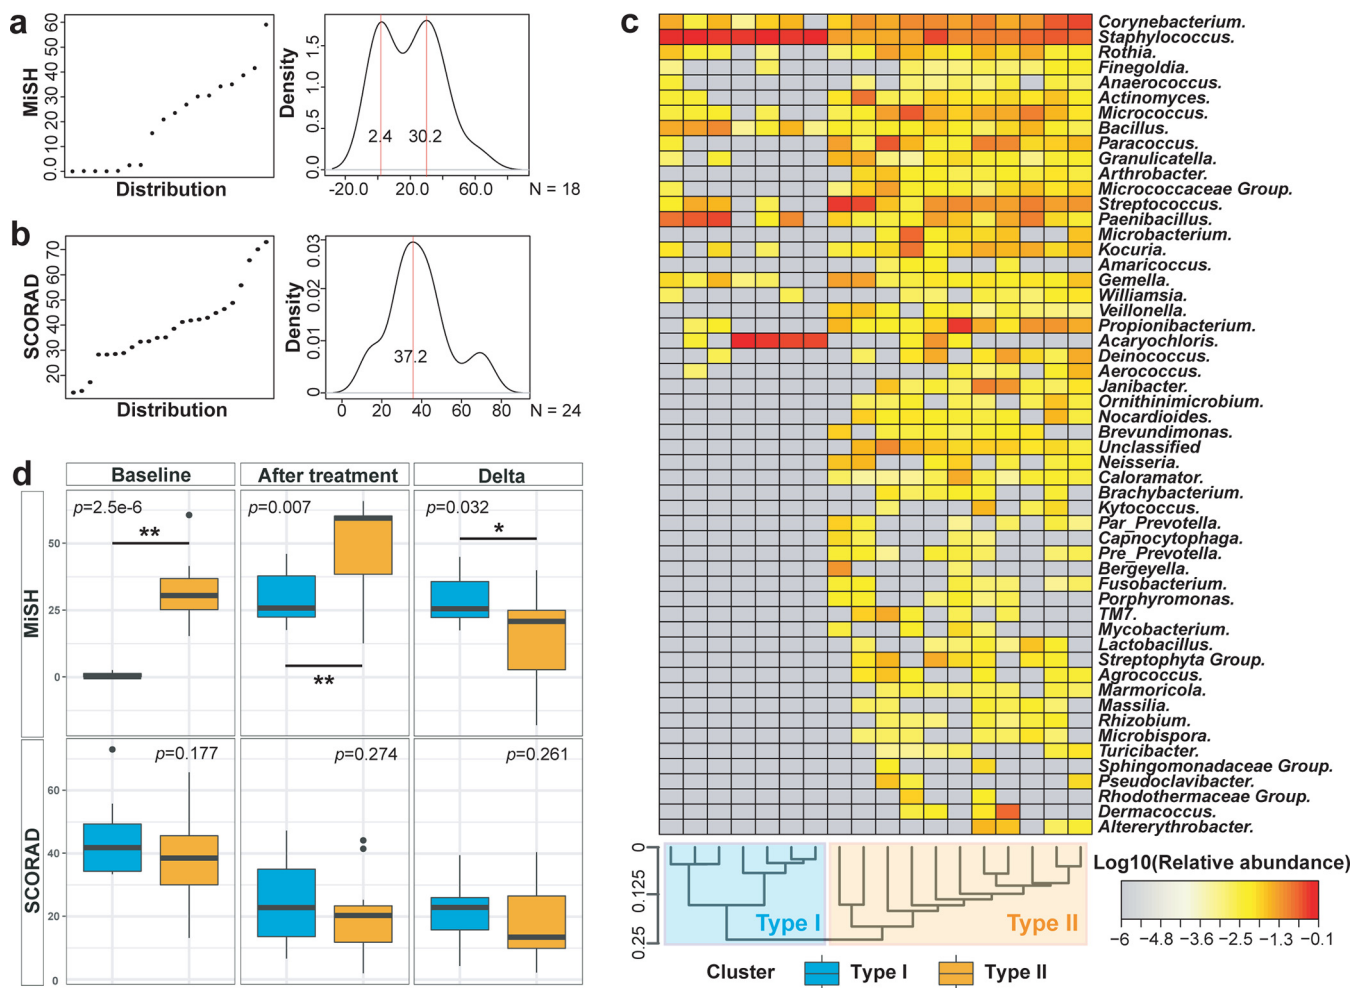 a
MiSH
60
50
40
30
20
10
0.0
Distribution
Density
1.5
1.0
0.5
0.0
2.4
30.2
-20.0
20.0
60.0
N = 18
b
SCORAD
70
60
50
40
30
20
Distribution
Density
0.03
0.02
0.01
0
37.2
0
20
40
60
80
N = 24
c
Corynebacterium.
Staphylococcus.
Rothia.
Finegoldia.
Anaerococcus.
Actinomyces.
Micrococcus.
Bacillus.
Paracoccus.
Granulicatella.
Arthrobacter.
Micrococcaceae Group.
Streptococcus.
Paenibacillus.
Microbacterium.
Kocuria.
Amaricoccus.
Gemella.
Williamsia.
Veillonella.
Propionibacterium.
Acaryochloris.
Deinococcus.
Aerococcus.
Janibacter.
Ornithinimicrobium.
Nocardioides.
Brevundimonas.
Unclassified
Neisseria.
Caloramator.
Brachybacterium.
Kytococcus.
Par_Prevotella.
Capnocytophaga.
Pre_Prevotella.
Bergeyella.
Fusobacterium.
Porphyromonas.
TM7.
Mycobacterium.
Lactobacillus.
Streptophyta Group.
Agrococcus.
Marmoricola.
Massilia.
Rhizobium.
Microbispora.
Turicibacter.
Sphingomonadaceae Group.
Pseudoclavibacter.
Rhodothermaceae Group.
Dermacoccus.
Altererythrobacter.
0
0.125
0.25
Type I
Type II
Log10(Relative abundance)
−6 −4.8 −3.6 −2.5 −1.3 −0.1
d
Baseline
After treatment
Delta
MiSH
50
25
0
p=2.5e-6
**
p=0.007
**
p=0.032
*
SCORAD
60
40
20
0
p=0.177
p=0.274
p=0.261
Cluster
Type I
Type II